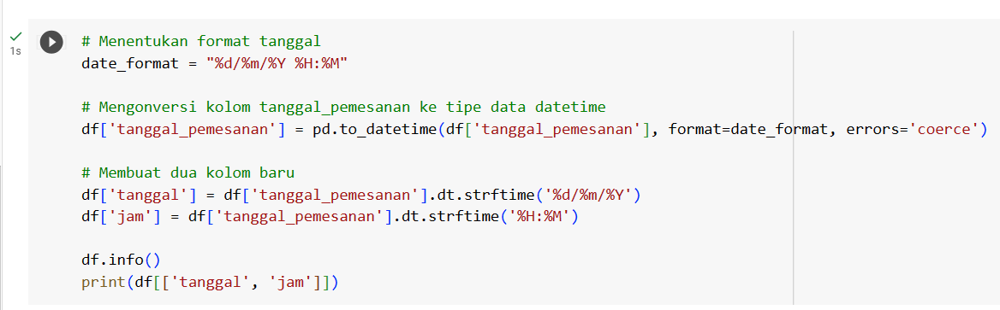 # Menentukan format tanggal
1s
date_format = "%d/%m/%Y %H:%M"
# Mengonversi kolom tanggal_pemesanan ke tipe data datetime
df['tanggal_pemesanan'] = pd.to_datetime(df['tanggal_pemesanan'], format=date_format, errors='coerce')
# Membuat dua kolom baru
df['tanggal'] = df['tanggal_pemesanan'].dt.strftime('%d/%m/%Y')
df['jam'] = df['tanggal_pemesanan'].dt.strftime('%H:%M')
df.info()
print(df[['tanggal', 'jam']])